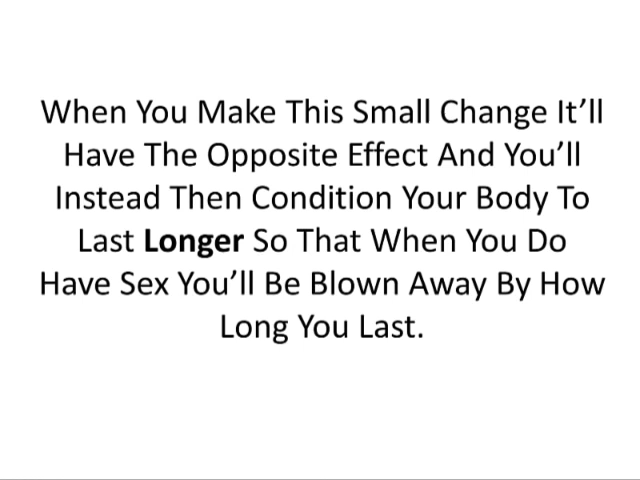 When You Make This Small Change It’ll
Have The Opposite Effect And You’ll
Instead Then Condition Your Body To
Last Longer So That When You Do
Have Sex You’ll Be Blown Away By How
Long You Last.